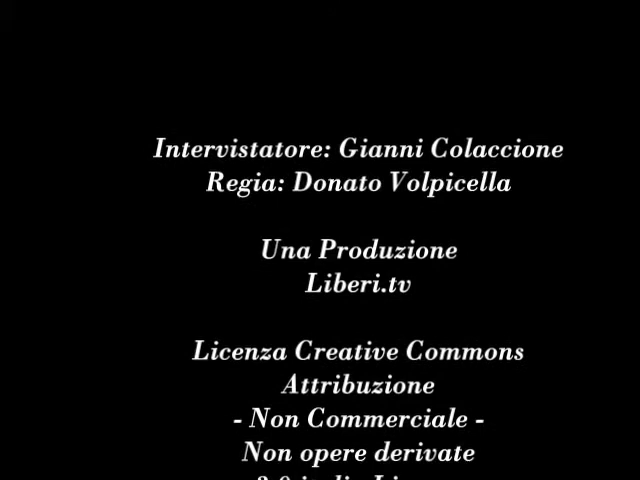 Intervistatore: Gianni Colaccione
Regia: Donato Volpicella
Una Produzione
Liberi.tv
Licenza Creative Commons
Attribuzione
- Non Commerciale -
Non opere derivate